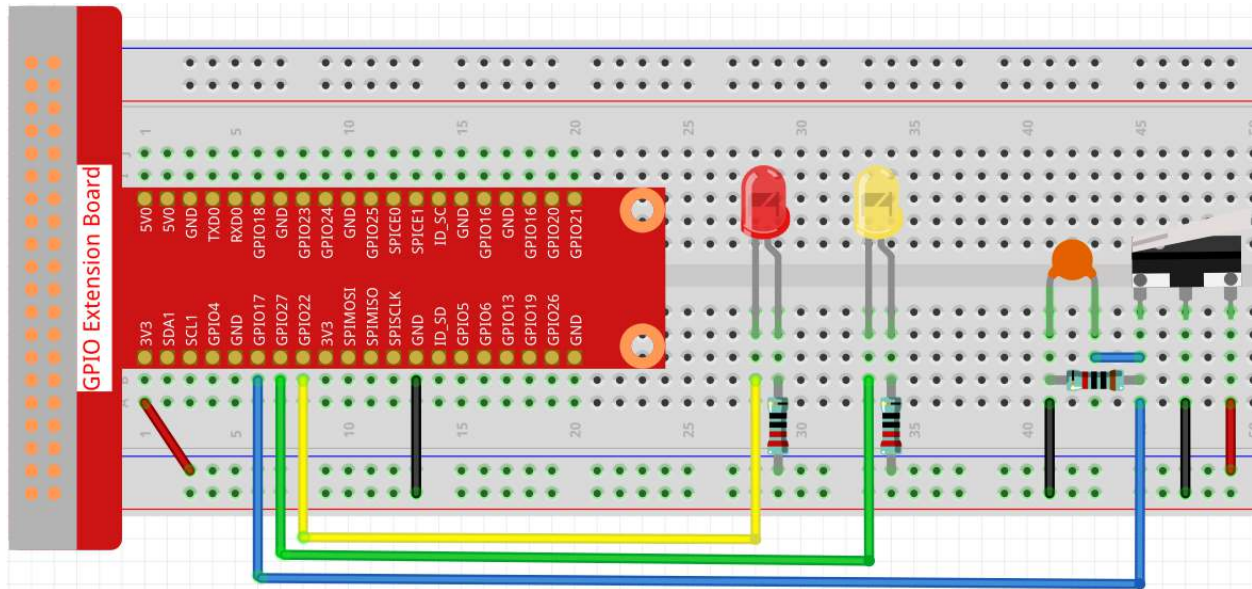 GPIO Extension Board
1 5 10 15 20 25 30 35 40 45
5V0
5V0
GND
TXD0
RXD0
GPIO18
GND
GPIO23
GPIO24
GND
GPIO25
SPICE0
SPICE1
ID_SC
GND
GPIO16
GND
GPIO16
GPIO20
GPIO21
3V3
SDA1
SCL1
GPIO4
GND
GPIO17
GPIO27
GPIO22
3V3
SPIMOSI
SPIMISO
SPISCLK
GND
ID_SD
GPIO5
GPIO6
GPIO13
GPIO19
GPIO26
GND
1 5 10 15 20 25 30 35 40 45